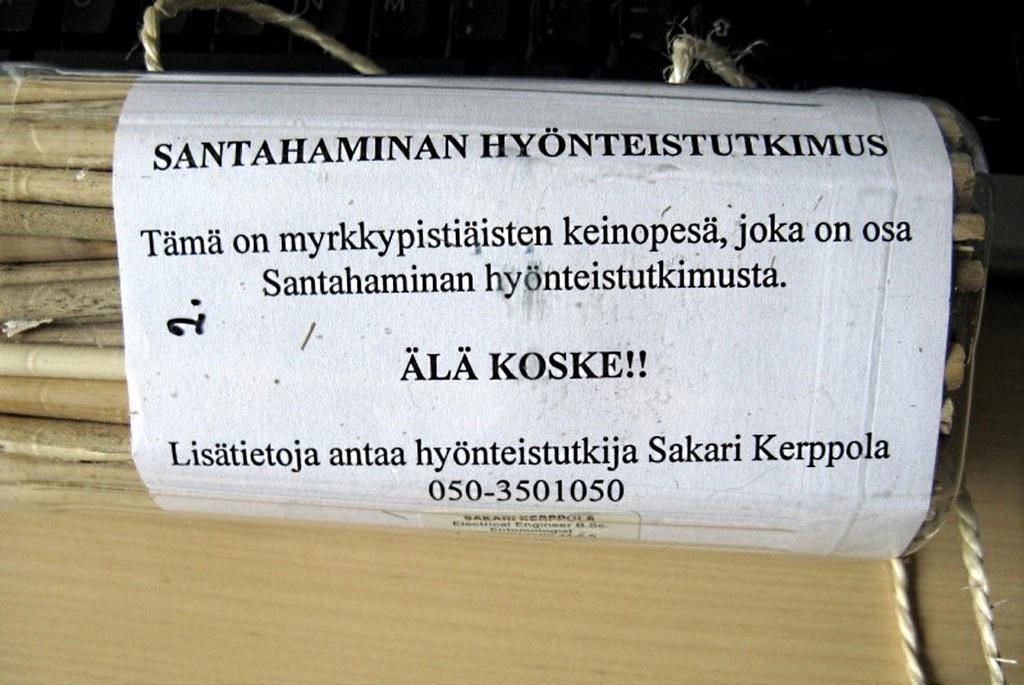 SANTAHAMINAN HYÖNTEISTUTKIMUS
Tämä on myrkkypistiäisten keinopesä, joka on osa
Santahaminan hyönteistutkimusta.
2.
ÄLÄ KOSKE!!
Lisätietoja antaa hyönteistutkija Sakari Kerppola
050-3501050
SAKARI KERPPOLA
Electrical Engineer B.Sc.
Entomologist